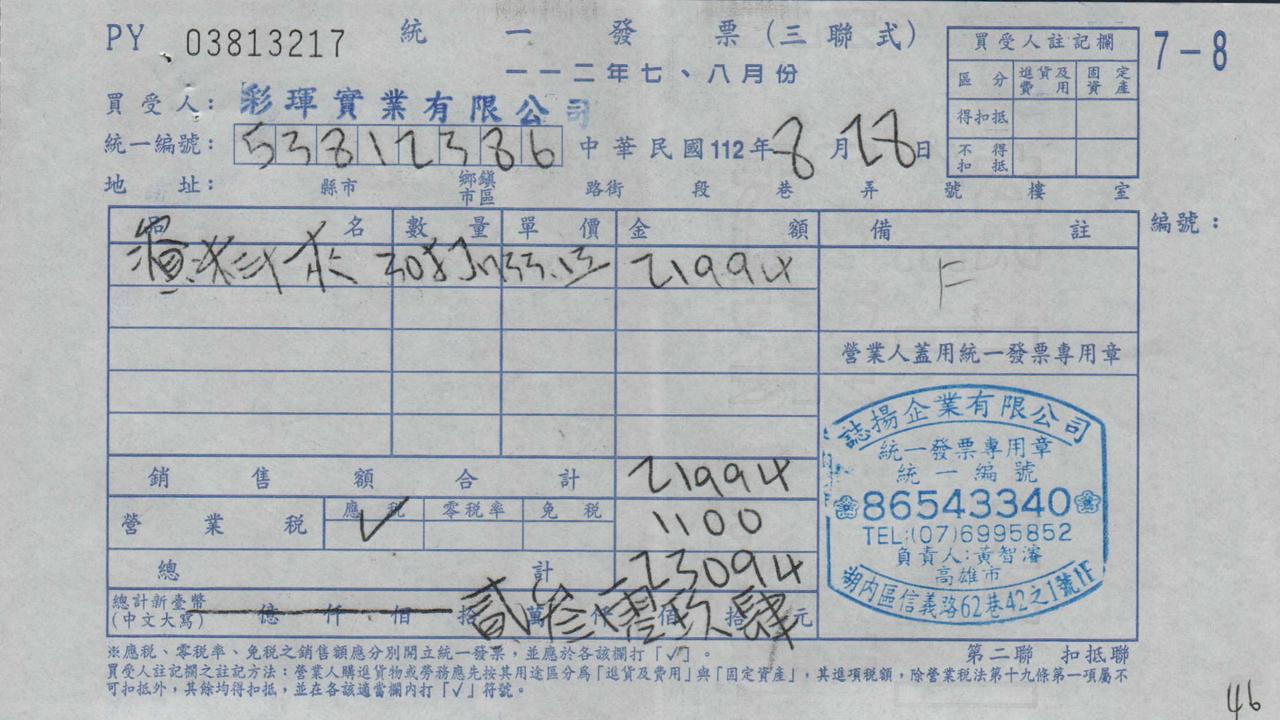 PY 03813217 統一發票(三聯式) 7-8
一一二年七、八月份
買受人: 彩琿實業有限公司
統一編號: 53812386 中華民國112年8月28日
地址: 縣市 鄉鎮市區 路街 段 巷 弄 號 樓 室
買受人註記欄
區分 進貨及費用 固定資產
得扣抵
不得扣抵
品名 數量 單價 金額 備註 編號:
21994 F
營業人蓋用統一發票專用章
誌揚企業有限公司
統一發票專用章
統一編號
86543340
TEL:(07)6995852
負責人:黃智濬
高雄市
湖內區信義路62巷42之1號1F
銷售額合計 21994
營業稅 應稅 ✓ 零稅率 免稅 1100
總計 23094
總計新臺幣(中文大寫) 億 仟 佰 拾 貳萬參仟零佰玖拾肆元
※應稅、零稅率、免稅之銷售額應分別開立統一發票,並應於各該欄打「✓」。
第二聯 扣抵聯
買受人註記欄之註記方法:營業人購進貨物或勞務應先按其用途區分為「進貨及費用」與「固定資產」,其進項稅額,除營業稅法第十九條第一項屬不
可扣抵外,其餘均得扣抵,並在各該適當欄內打「✓」符號。
46